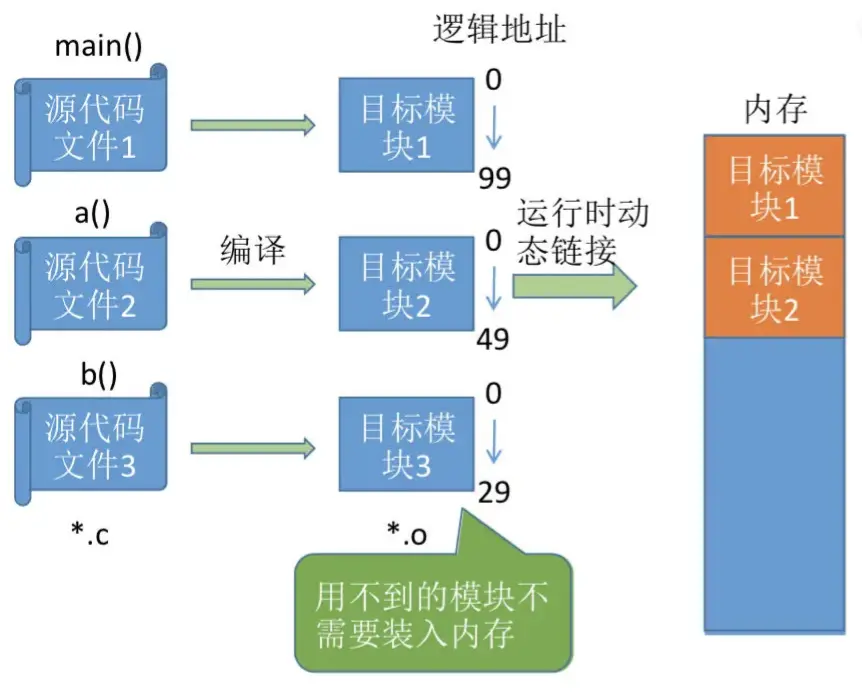 main()
源代码
文件1
逻辑地址
目标模
块1
0
99
内存
目标模
块1
a()
源代码
文件2
编译
目标模
块2
0
49
运行时动
态链接
目标模
块2
b()
源代码
文件3
目标模
块3
0
29
*.c
*.o
用不到的模块不
需要装入内存